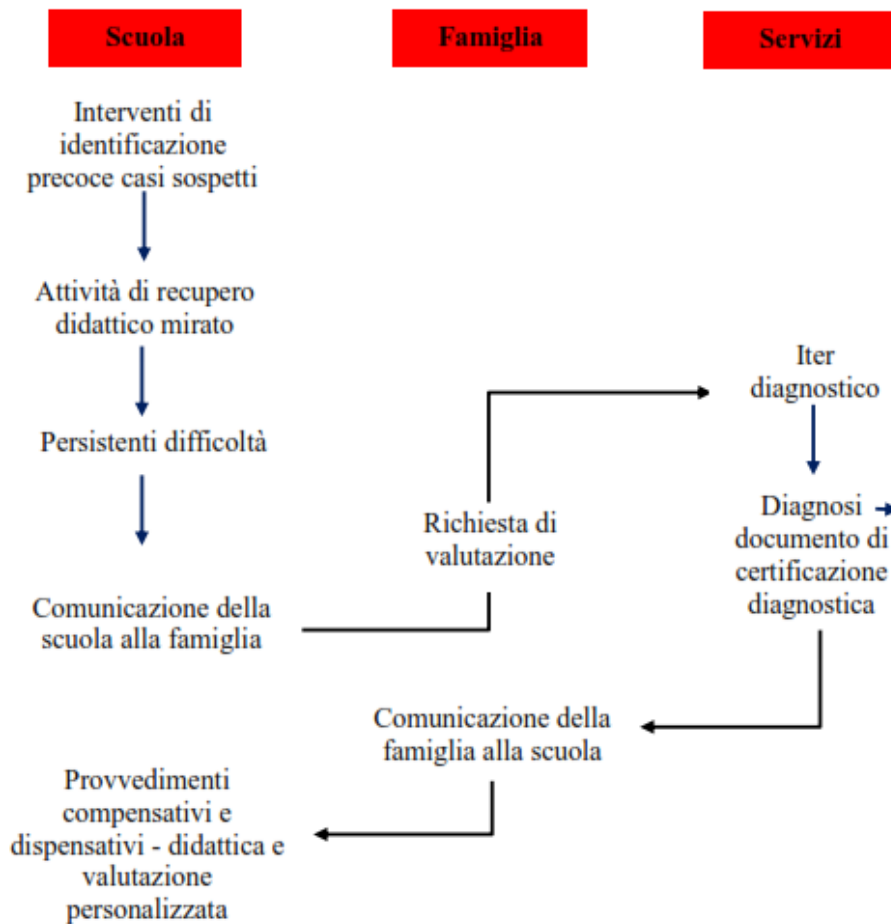 Scuola
Famiglia
Servizi
Interventi di
identificazione
precoce casi sospetti
Attività di recupero
didattico mirato
Persistenti difficoltà
Comunicazione della
scuola alla famiglia
Richiesta di
valutazione
Iter
diagnostico
Diagnosi
documento di
certificazione
diagnostica
Comunicazione della
famiglia alla scuola
Provvedimenti
compensativi e
dispensativi - didattica e
valutazione
personalizzata